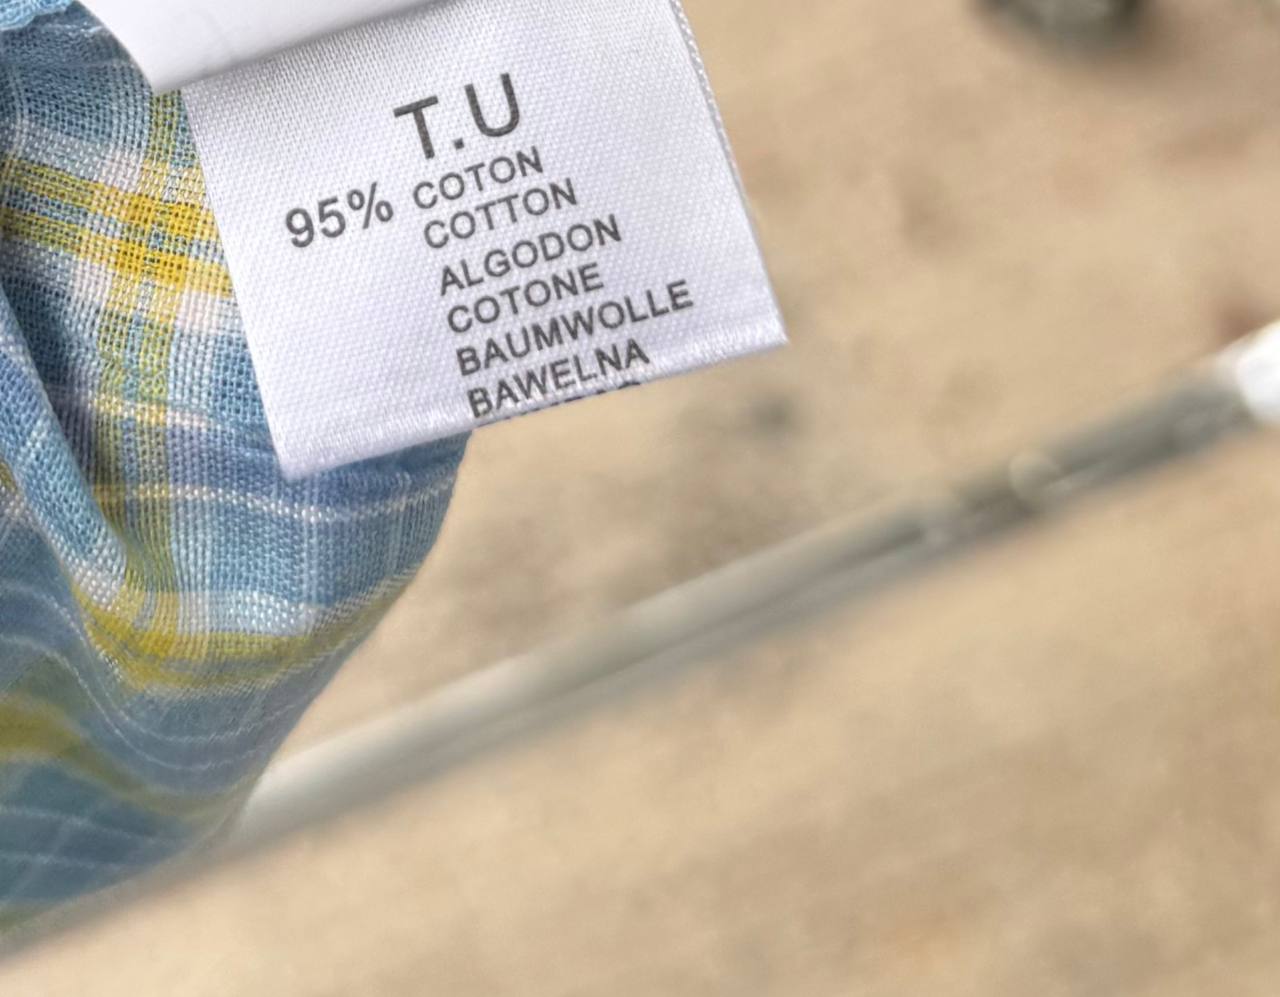 T.U
95% COTON
COTTON
ALGODON
COTONE
BAUMWOLLE
BAWELNA